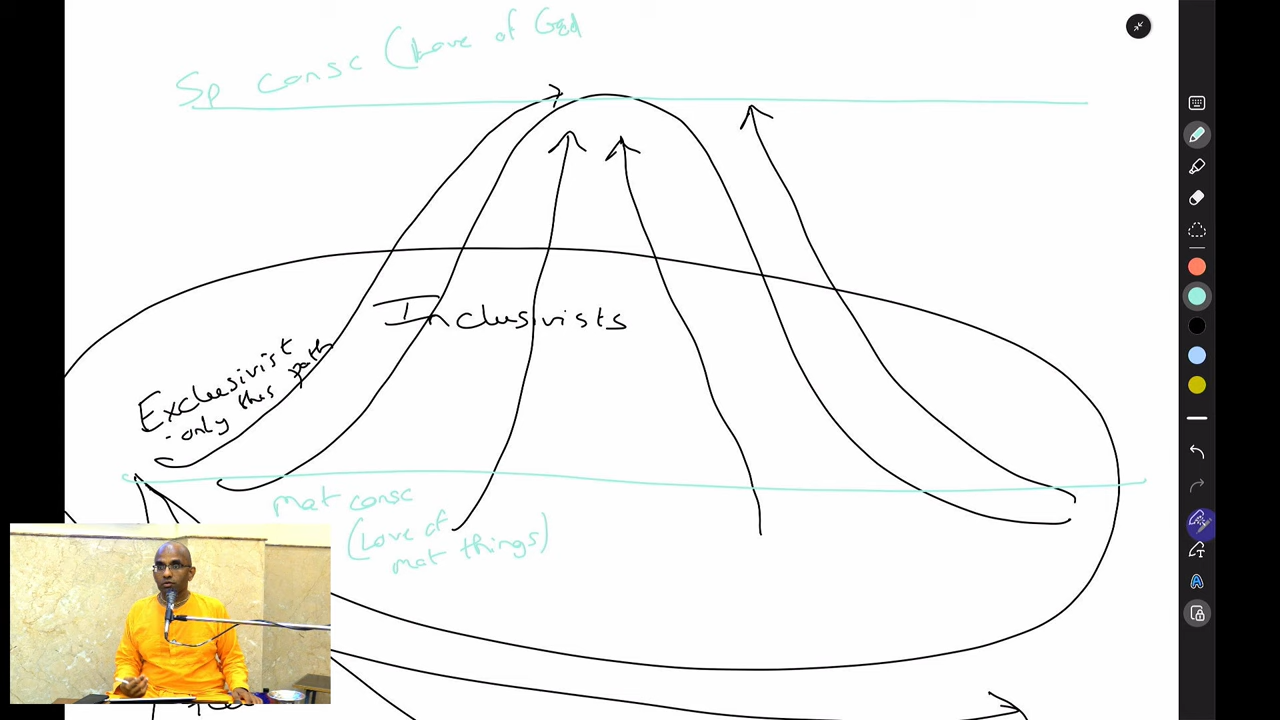 Sp consc (Love of God
Inclusivists
Exclusivist
- only this path
mat consc
(Love of
mat things)